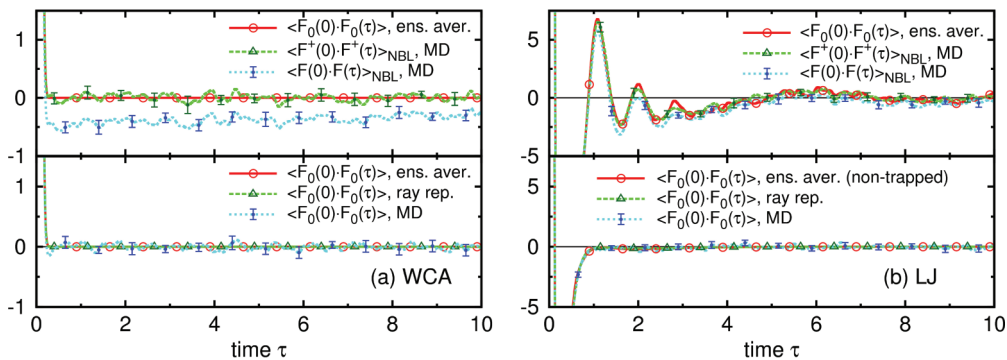 1
0
-1
<F₀(0)·F₀(τ)>, ens. aver.
<F⁺(0)·F⁺(τ)>NBL, MD
<F(0)·F(τ)>NBL, MD
1
0
-1
<F₀(0)·F₀(τ)>, ens. aver.
<F₀(0)·F₀(τ)>, ray rep.
<F₀(0)·F₀(τ)>, MD
(a) WCA
0 2 4 6 8 10
time τ
5
0
-5
<F₀(0)·F₀(τ)>, ens. aver.
<F⁺(0)·F⁺(τ)>NBL, MD
<F(0)·F(τ)>NBL, MD
5
0
-5
<F₀(0)·F₀(τ)>, ens. aver. (non-trapped)
<F₀(0)·F₀(τ)>, ray rep.
<F₀(0)·F₀(τ)>, MD
(b) LJ
0 2 4 6 8 10
time τ